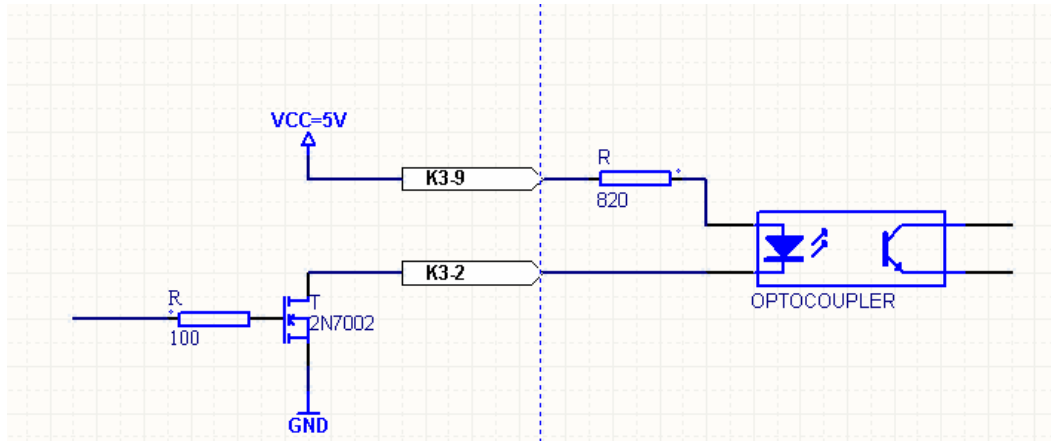 VCC=5V
R
K3-9
820
K3-2
R
T
2N7002
100
OPTOCOUPLER
GND